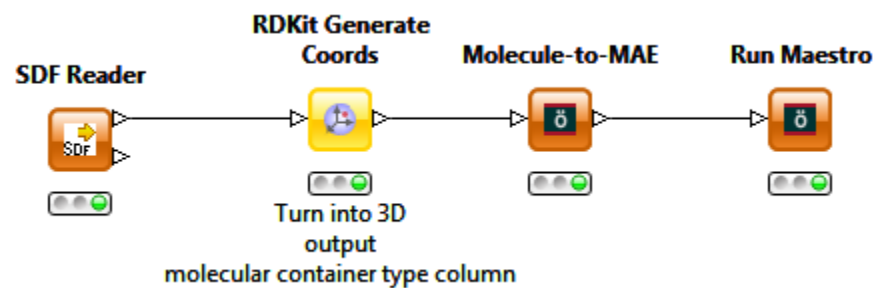 RDKit Generate
Coords
Molecule-to-MAE
Run Maestro
SDF Reader
SDF
ö
ö
Turn into 3D
output
molecular container type column